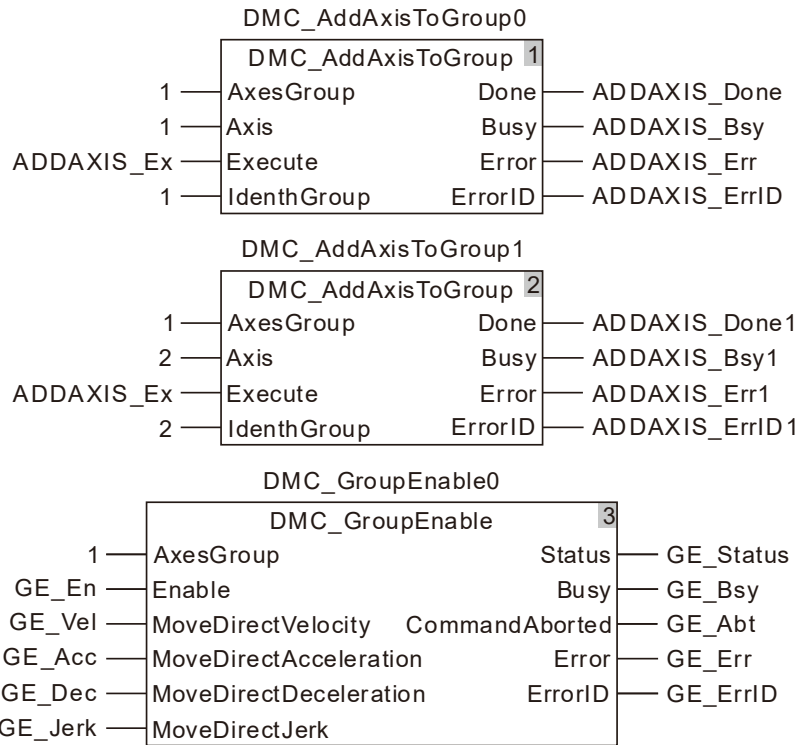 DMC_AddAxisToGroup0
DMC_AddAxisToGroup 1
1 AxesGroup Done ADDAXIS_Done
1 Axis Busy ADDAXIS_Bsy
ADDAXIS_Ex Execute Error ADDAXIS_Err
1 IdenthGroup ErrorID ADDAXIS_ErrID
DMC_AddAxisToGroup1
DMC_AddAxisToGroup 2
1 AxesGroup Done ADDAXIS_Done1
2 Axis Busy ADDAXIS_Bsy1
ADDAXIS_Ex Execute Error ADDAXIS_Err1
2 IdenthGroup ErrorID ADDAXIS_ErrID1
DMC_GroupEnable0
DMC_GroupEnable 3
1 AxesGroup Status GE_Status
GE_En Enable Busy GE_Bsy
GE_Vel MoveDirectVelocity CommandAborted GE_Abt
GE_Acc MoveDirectAcceleration Error GE_Err
GE_Dec MoveDirectDeceleration ErrorID GE_ErrID
GE_Jerk MoveDirectJerk